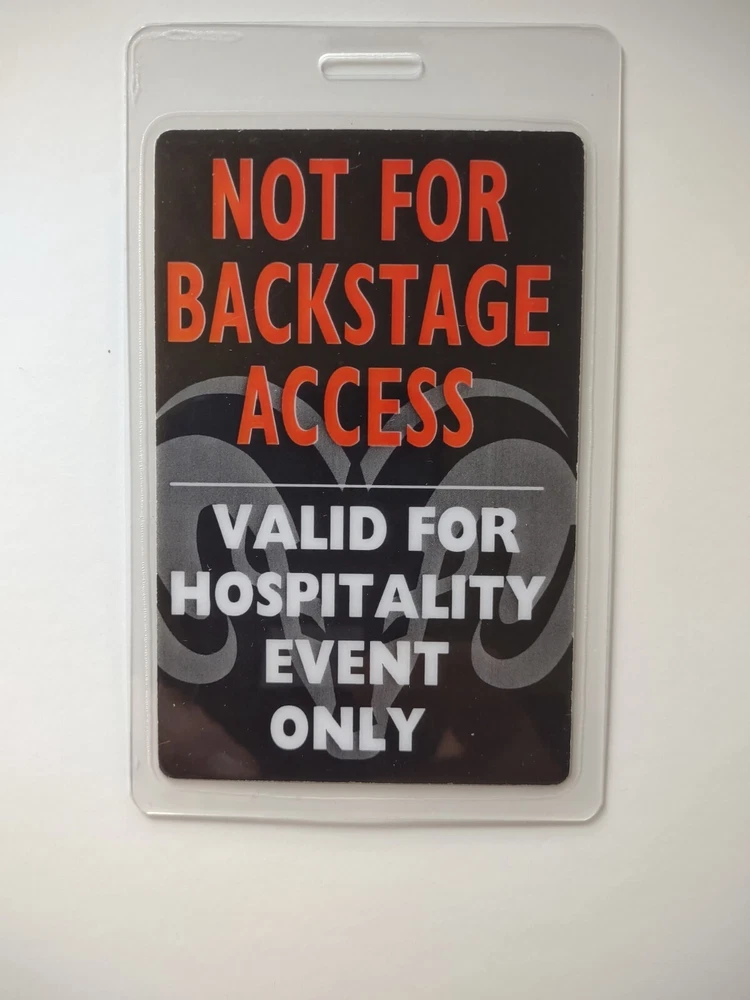 NOT FOR
BACKSTAGE
ACCESS
VALID FOR
HOSPITALITY
EVENT
ONLY